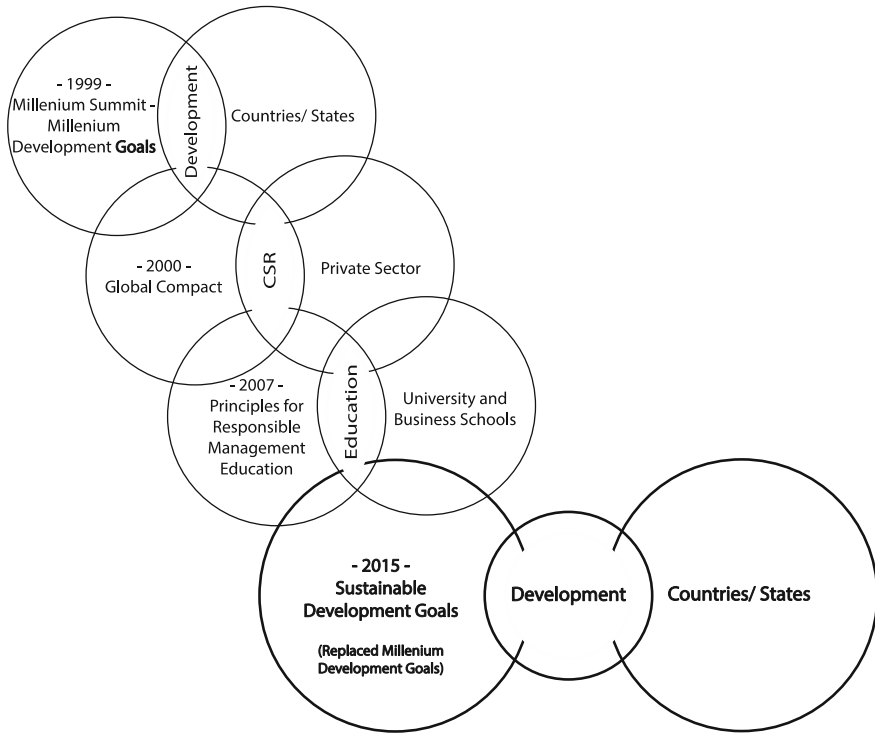 - 1999 -
Millenium Summit -
Millenium
Development Goals
Development
Countries/ States
- 2000 -
Global Compact
CSR
Private Sector
- 2007 -
Principles for
Responsible
Management
Education
Education
University and
Business Schools
- 2015 -
Sustainable
Development Goals
(Replaced Millenium
Development Goals)
Development
Countries/ States